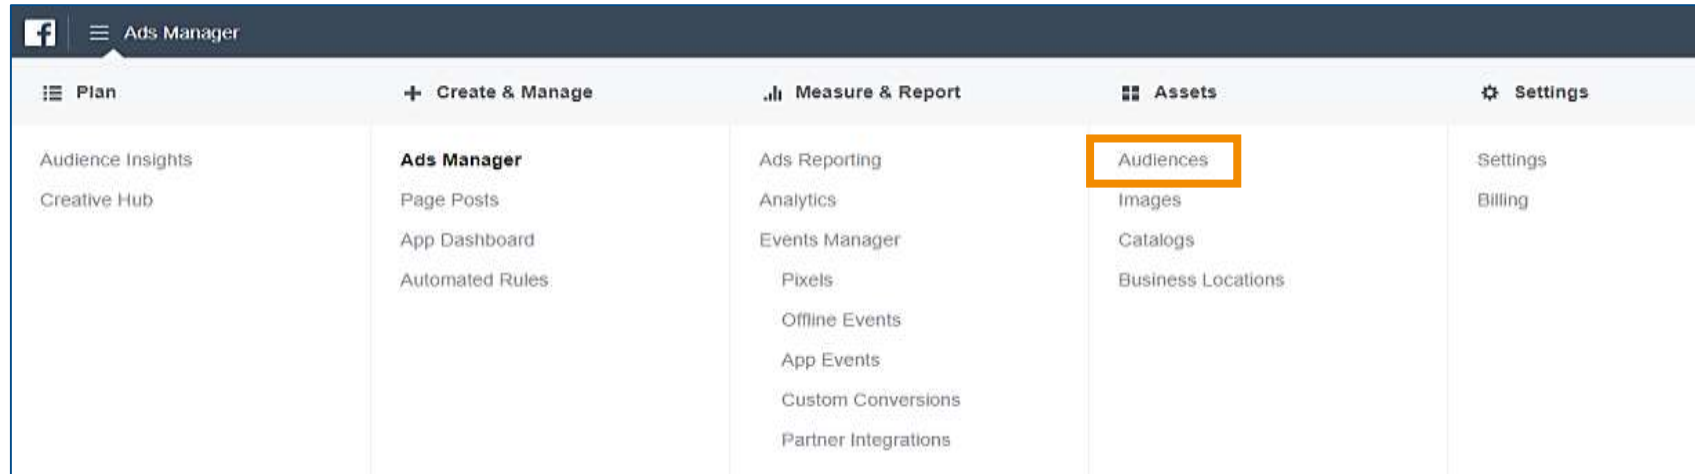 f Ads Manager
Plan
Audience Insights
Creative Hub
Create & Manage
Ads Manager
Page Posts
App Dashboard
Automated Rules
Measure & Report
Ads Reporting
Analytics
Events Manager
Pixels
Offline Events
App Events
Custom Conversions
Partner Integrations
Assets
Audiences
Images
Catalogs
Business Locations
Settings
Settings
Billing